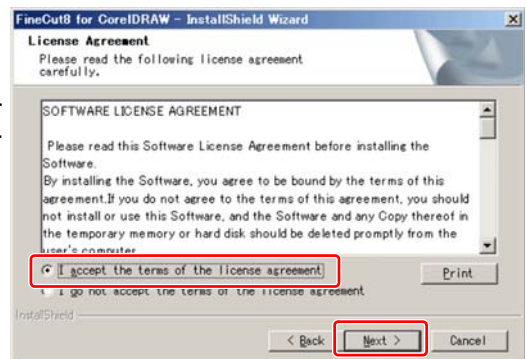 FineCut8 for CorelDRAW - InstallShield Wizard
License Agreement
Please read the following license agreement
carefully.
SOFTWARE LICENSE AGREEMENT
Please read this Software License Agreement before installing the
Software.
By installing the Software, you agree to be bound by the terms of this
agreement.If you do not agree to the terms of this agreement, you should
not install or use this Software, and the Software and any Copy thereof in
the temporary memory or hard disk should be deleted promptly from the
user's computer
I accept the terms of the license agreement
Print
I go not accept the terms of the license agreement
InstallShield
< Back
Next >
Cancel